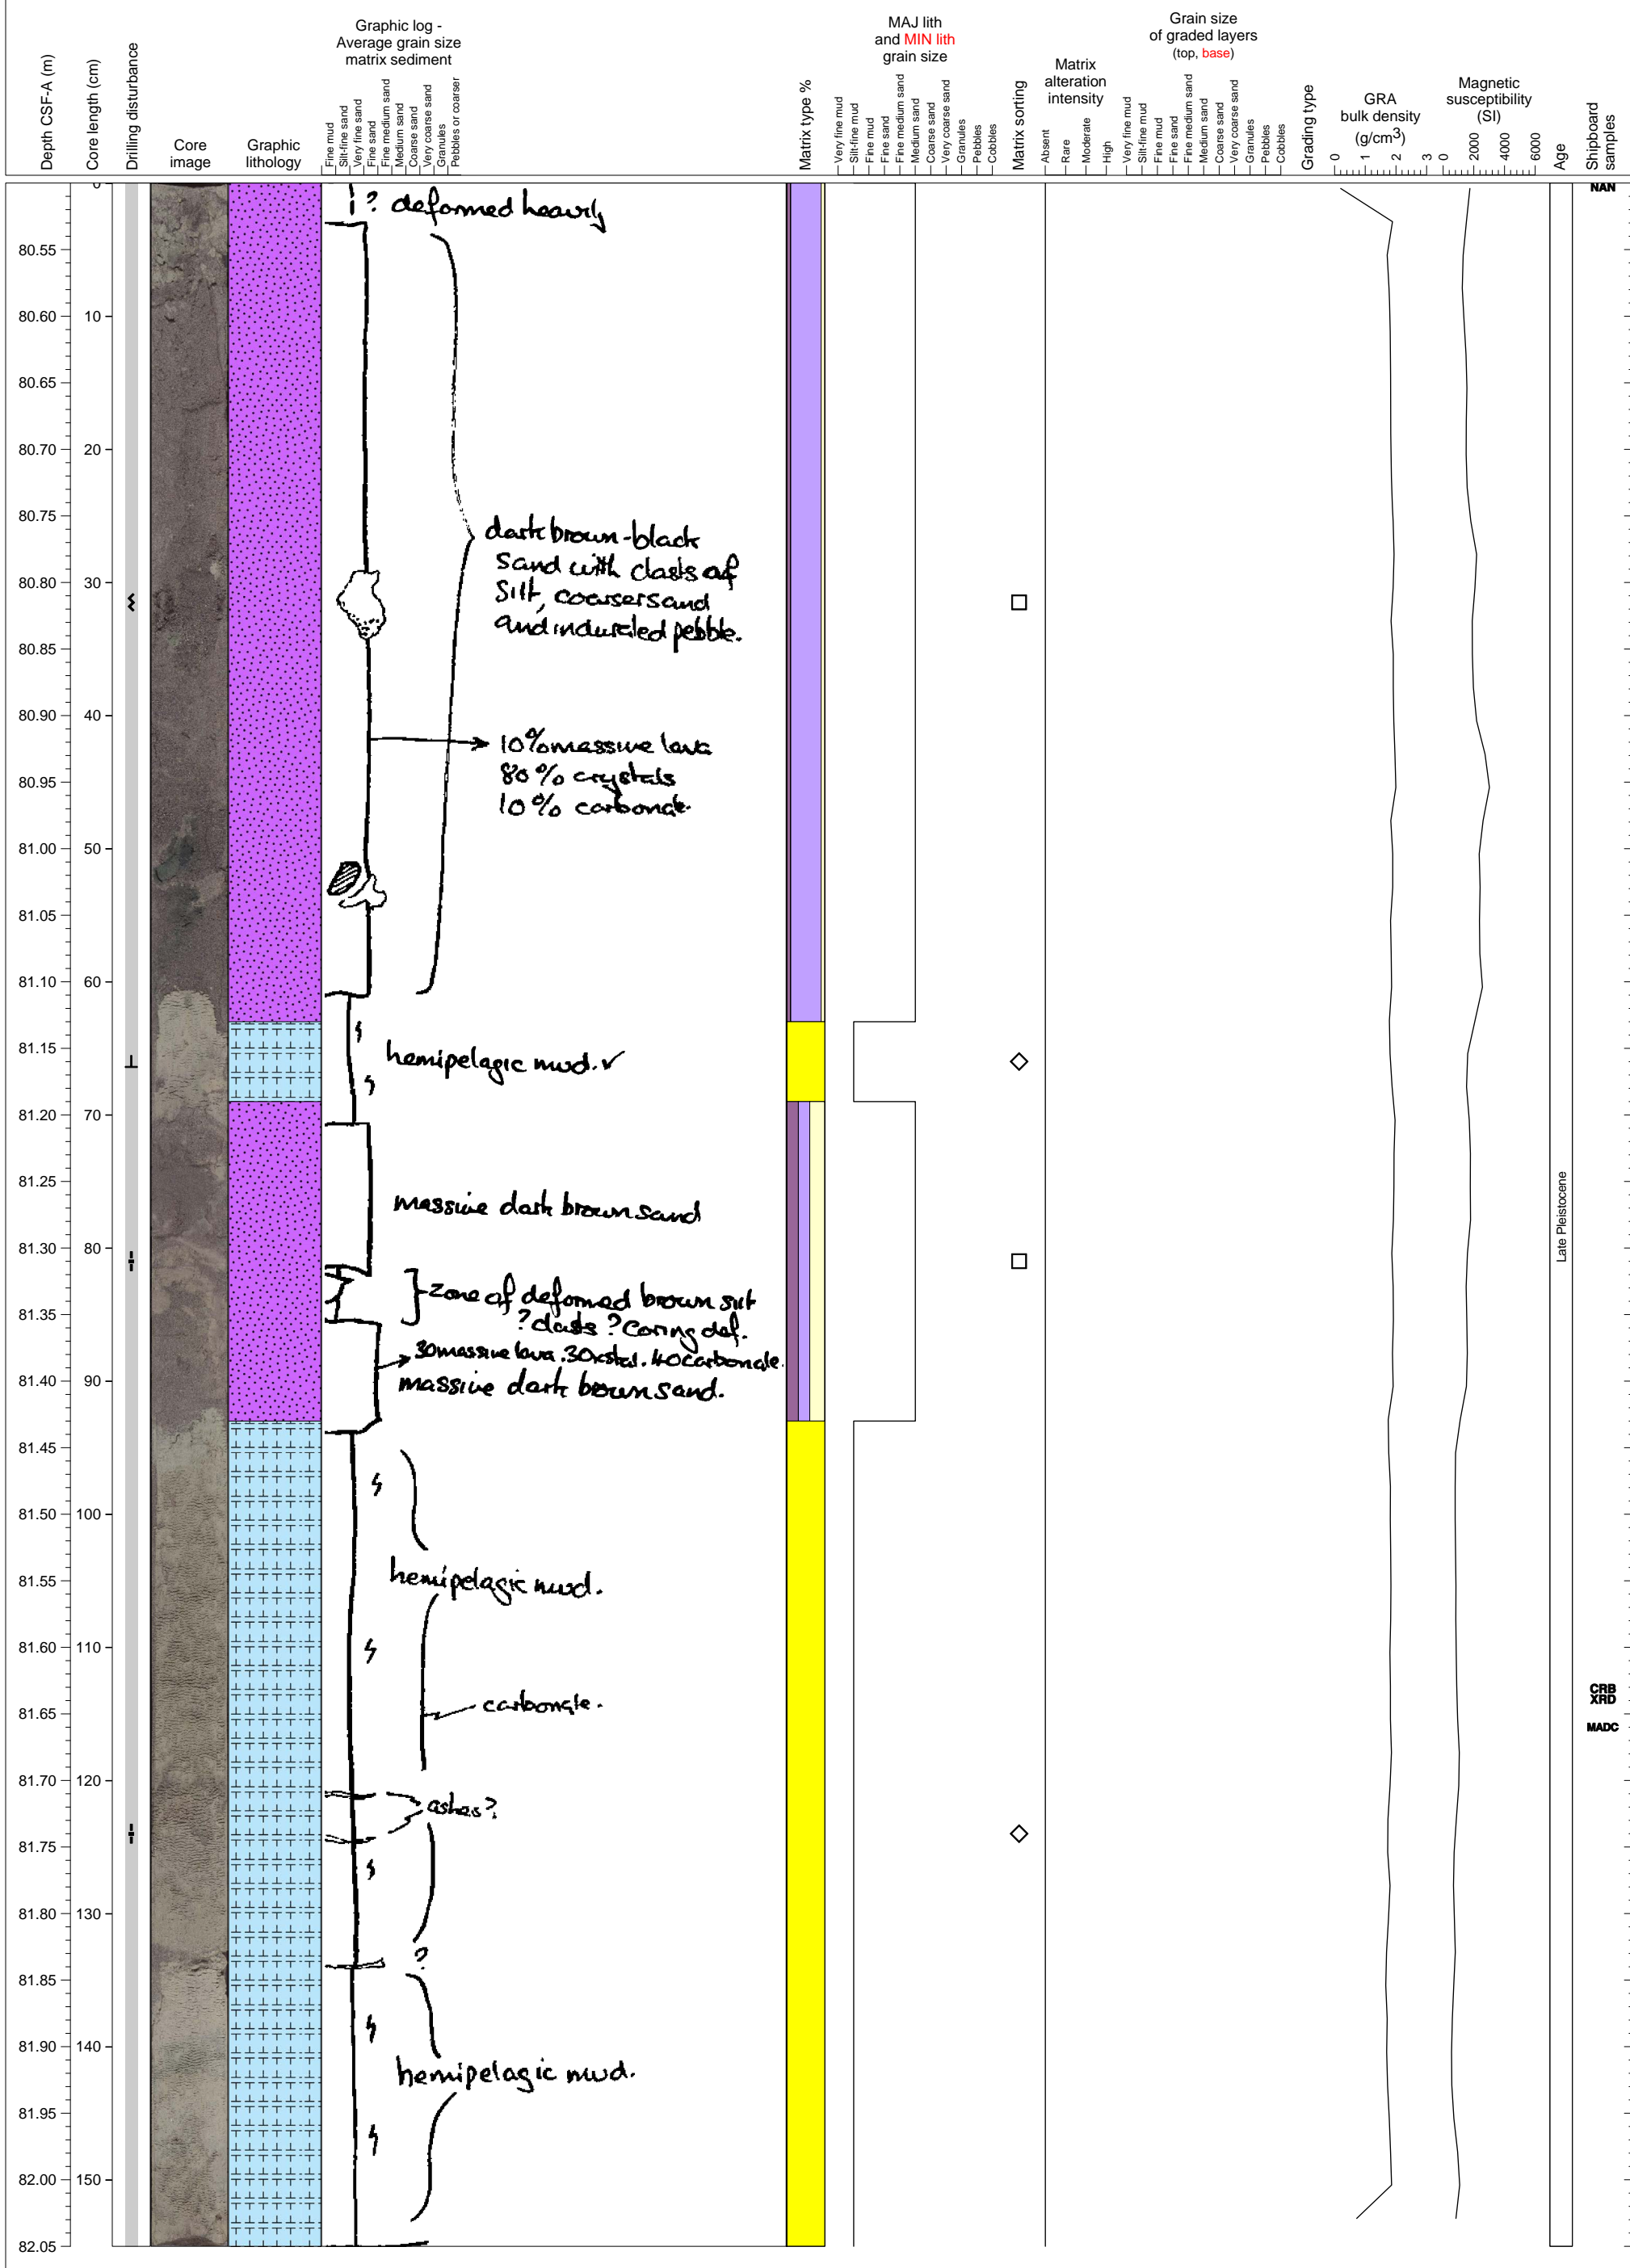 Depth CSF-A (m)
Core length (cm)
Drilling disturbance
Core
image
Graphic
lithology
Graphic log -
Average grain size
matrix sediment
Fine mud
Silt-fine sand
Very fine sand
Fine sand
Fine medium sand
Medium sand
Coarse sand
Very coarse sand
Granules
Pebbles or coarser
Matrix type %
MAJ lith
and MIN lith
grain size
Very fine mud
Silt-fine mud
Fine mud
Fine sand
Fine medium sand
Medium sand
Coarse sand
Very coarse sand
Granules
Pebbles
Cobbles
Matrix sorting
Matrix
alteration
intensity
Absent
Rare
Moderate
High
Grain size
of graded layers
(top, base)
Very fine mud
Silt-fine mud
Fine mud
Fine sand
Fine medium sand
Medium sand
Coarse sand
Very coarse sand
Granules
Pebbles
Cobbles
Grading type
GRA
bulk density
(g/cm3)
0
1
2
3
Magnetic
susceptibility
(SI)
0
2000
4000
6000
Age
Shipboard
samples
0
? deformed heavily
NAN
80.55
80.60
10
80.65
80.70
20
80.75
dark brown-black
sand with clasts of
silt, coarser sand
and indurated pebble.
80.80
30
80.85
80.90
40
10% massive lava
80% crystals
10% carbonate.
80.95
81.00
50
81.05
81.10
60
81.15
hemipelagic mud. ✓
81.20
70
81.25
massive dark brown sand
Late Pleistocene
81.30
80
zone of deformed brown silt
? clasts ? Coring def.
81.35
30 massive lava. 30 xstal. 40 carbonate.
massive dark brown sand.
81.40
90
81.45
81.50
100
81.55
hemipelagic mud.
81.60
110
81.65
carbonate.
CRB
XRD
MADC
81.70
120
ashes?
81.75
81.80
130
?
81.85
81.90
140
hemipelagic mud.
81.95
82.00
150
82.05